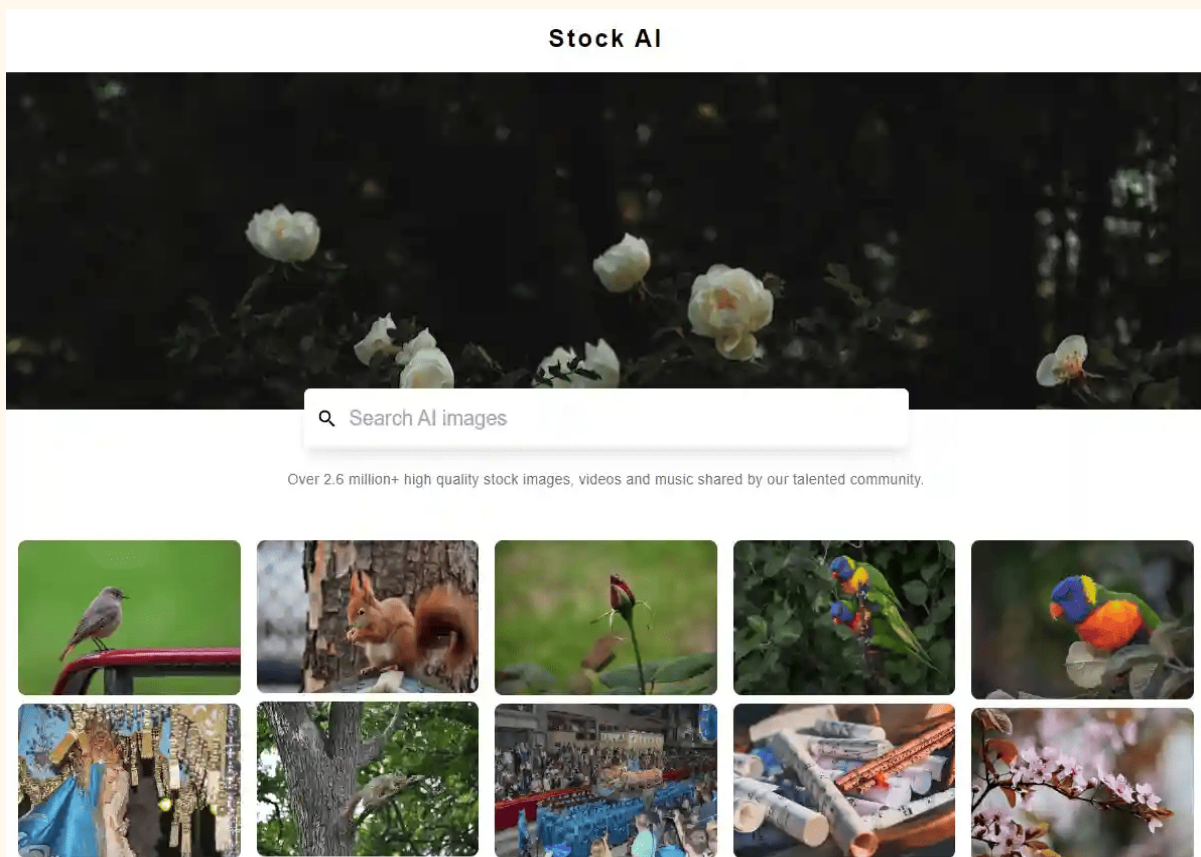 Stock AI
Search AI images
Over 2.6 million+ high quality stock images, videos and music shared by our talented community.